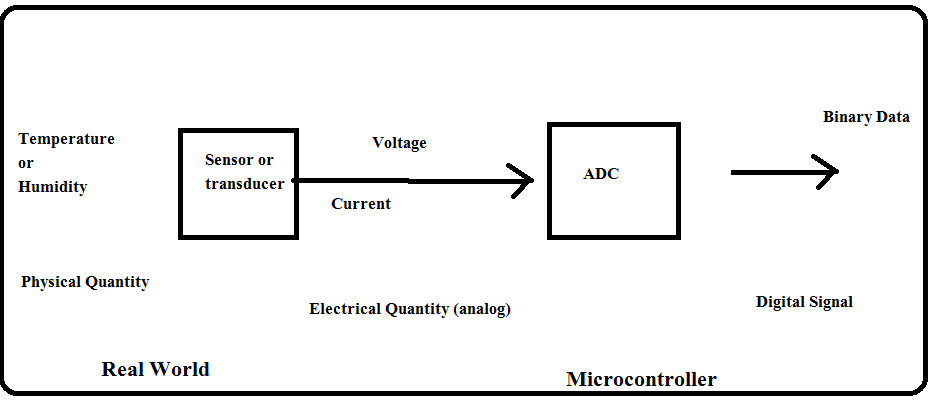 Temperature
or
Humidity
Sensor or
transducer
Voltage
Current
ADC
Binary Data
Physical Quantity
Electrical Quantity (analog)
Digital Signal
Real World
Microcontroller